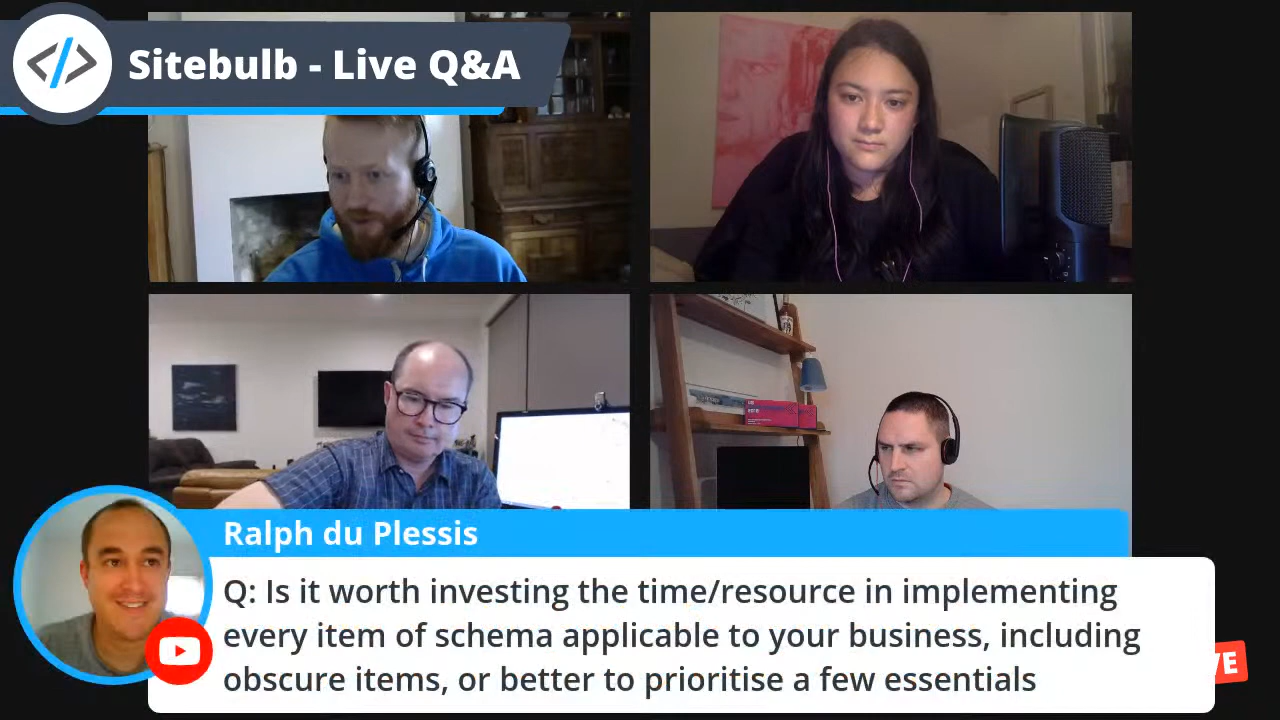 </> Sitebulb - Live Q&A
Ralph du Plessis
Q: Is it worth investing the time/resource in implementing
every item of schema applicable to your business, including
obscure items, or better to prioritise a few essentials
VE